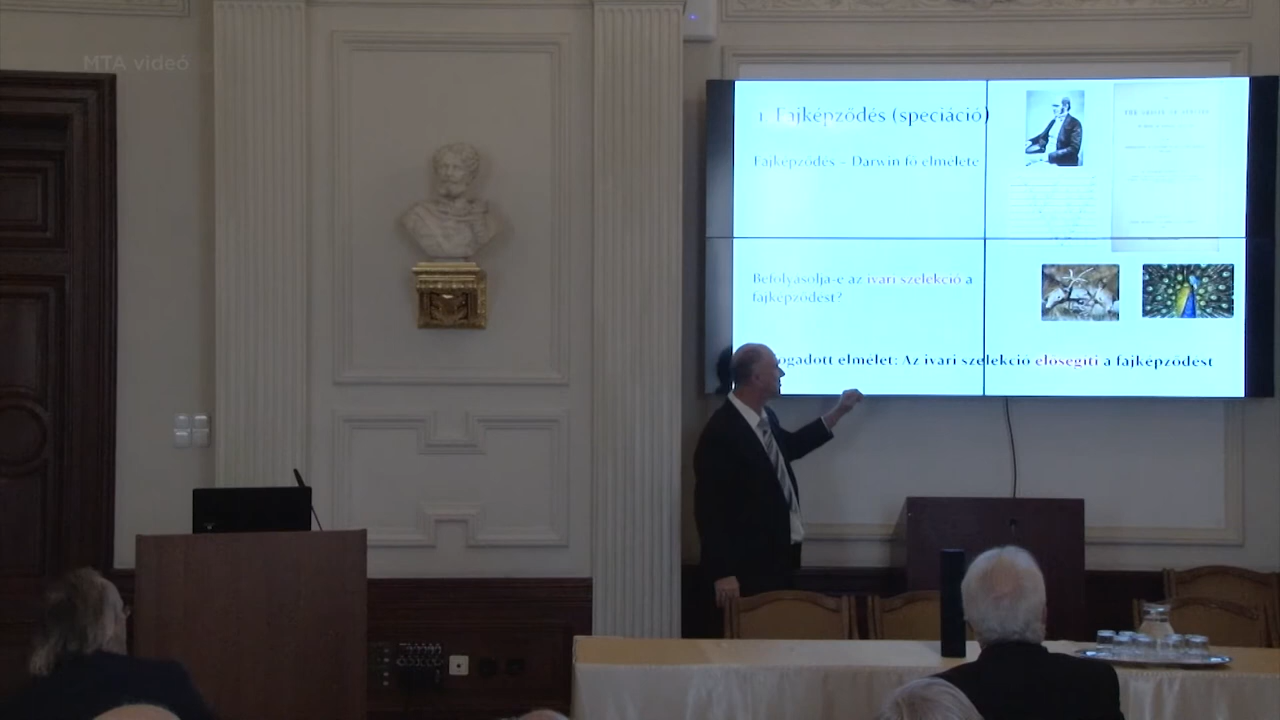 MTA videó
1. Fajképződés (speciáció)
Fajképződés – Darwin fő elmélete
Befolyásolja-e az ivari szelekció a
fajképződést?
elmélet: Az ivari szelekció elősegíti a fajképződést